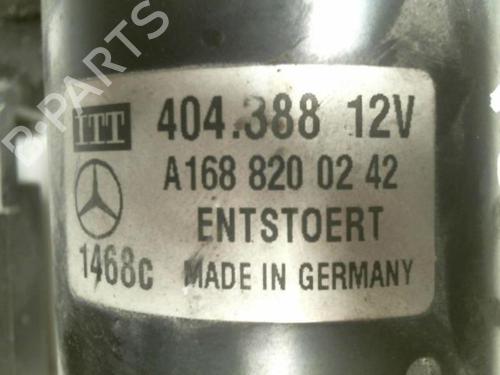 B-PARTS
ITT 404.388 12V
A168 820 02 42
ENTSTOERT
1468c MADE IN GERMANY